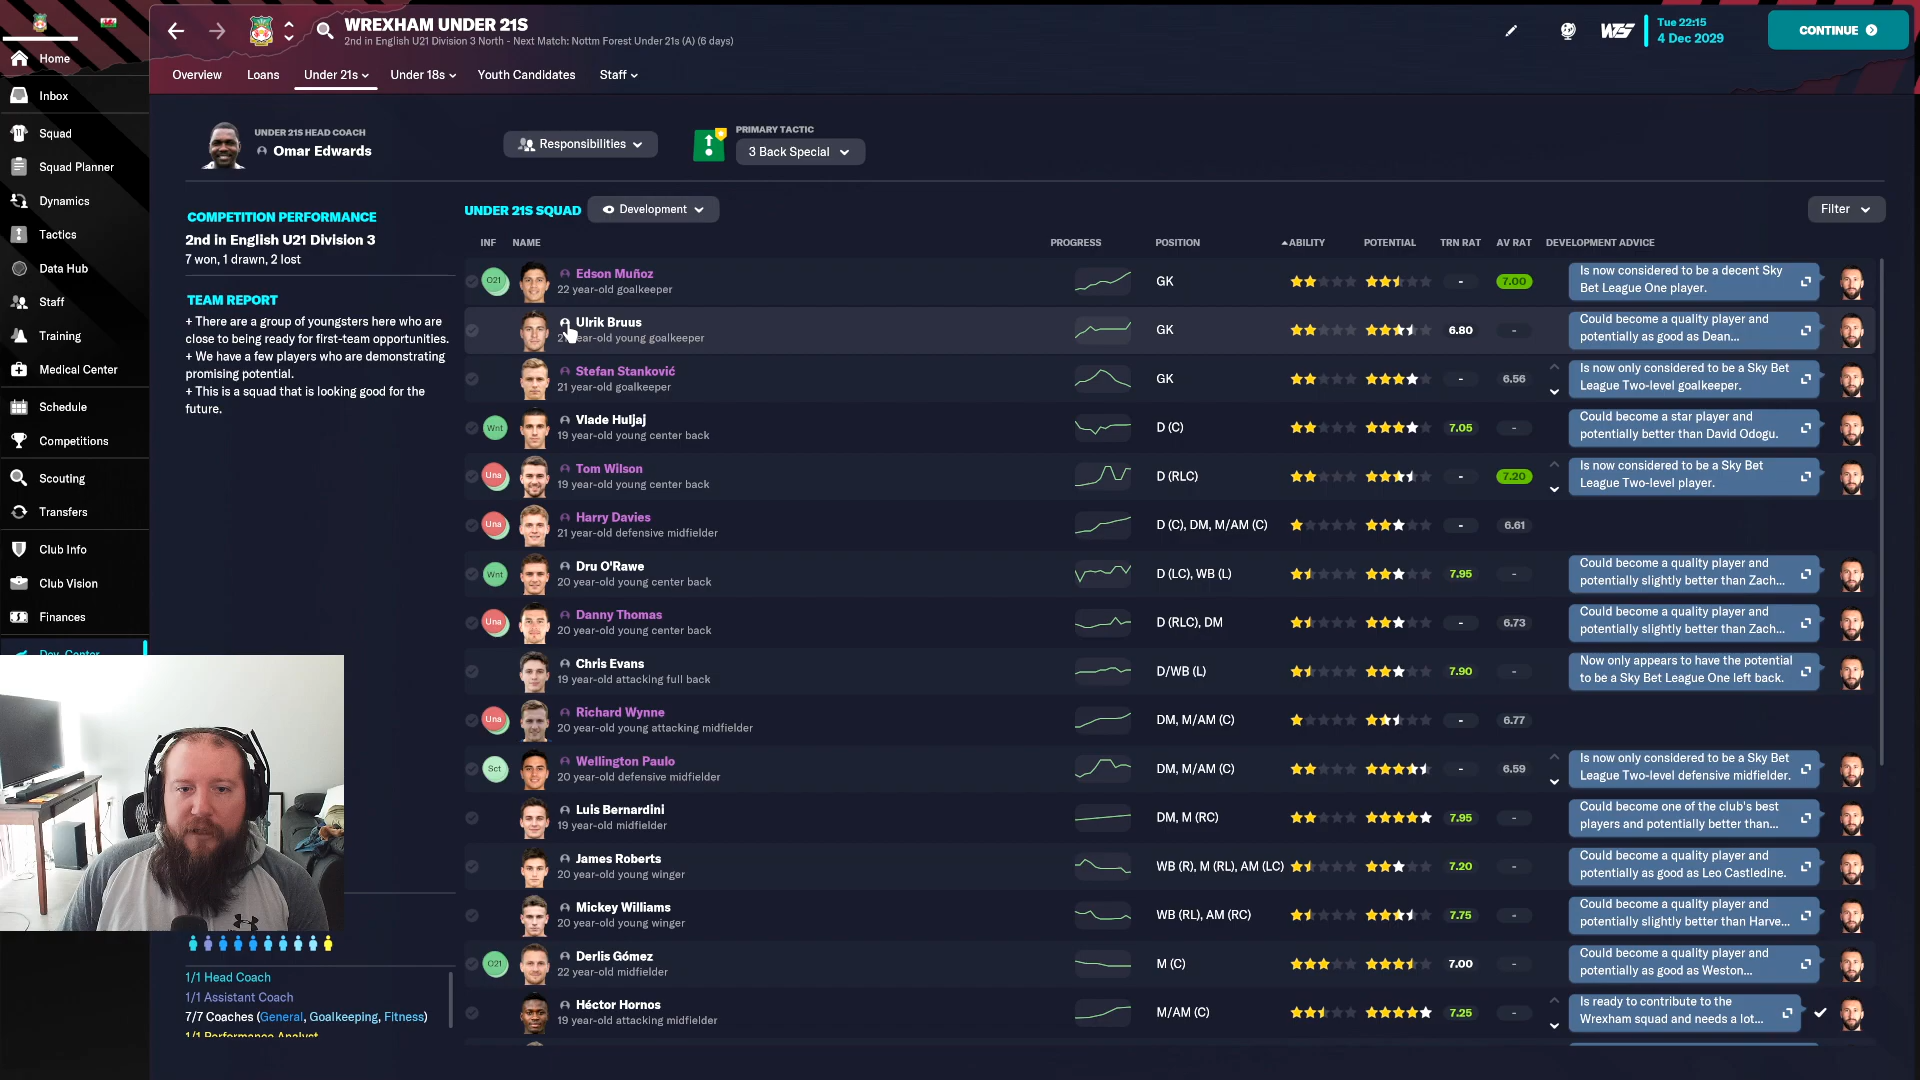 WREXHAM UNDER 21S
2nd in English U21 Division 3 North - Next Match: Nottm Forest Under 21s (A) (6 days)
Tue 22:15
4 Dec 2029
CONTINUE
Home
Inbox
Squad
Squad Planner
Dynamics
Tactics
Data Hub
Staff
Training
Medical Center
Schedule
Competitions
Scouting
Transfers
Club Info
Club Vision
Finances
Dev. Center
Overview
Loans
Under 21s
Under 18s
Youth Candidates
Staff
UNDER 21S HEAD COACH
Omar Edwards
Responsibilities
PRIMARY TACTIC
3 Back Special
COMPETITION PERFORMANCE
2nd in English U21 Division 3
7 won, 1 drawn, 2 lost
TEAM REPORT
+ There are a group of youngsters here who are
close to being ready for first-team opportunities.
+ We have a few players who are demonstrating
promising potential.
+ This is a squad that is looking good for the
future.
1/1 Head Coach
1/1 Assistant Coach
7/7 Coaches (General, Goalkeeping, Fitness)
1/1 Performance Analyst
UNDER 21S SQUAD
Development
Filter
INF NAME PROGRESS POSITION ABILITY POTENTIAL TRN RAT AV RAT DEVELOPMENT ADVICE
O21 Edson Muñoz GK - 7.00
22 year-old goalkeeper
Is now considered to be a decent Sky
Bet League One player.
Ulrik Bruus GK 6.80 -
year-old young goalkeeper
Could become a quality player and
potentially as good as Dean...
Stefan Stanković GK - 6.56
21 year-old goalkeeper
Is now only considered to be a Sky Bet
League Two-level goalkeeper.
Wnt Vlade Huljaj D (C) 7.05 -
19 year-old young center back
Could become a star player and
potentially better than David Odogu.
Una Tom Wilson D (RLC) - 7.20
19 year-old young center back
Is now considered to be a Sky Bet
League Two-level player.
Una Harry Davies D (C), DM, M/AM (C) - 6.61
21 year-old defensive midfielder
Wnt Dru O'Rawe D (LC), WB (L) 7.95 -
20 year-old young center back
Could become a quality player and
potentially slightly better than Zach...
Una Danny Thomas D (RLC), DM - 6.73
20 year-old young center back
Could become a quality player and
potentially slightly better than Zach...
Chris Evans D/WB (L) 7.90 -
19 year-old attacking full back
Now only appears to have the potential
to be a Sky Bet League One left back.
Una Richard Wynne DM, M/AM (C) - 6.77
20 year-old young attacking midfielder
Sct Wellington Paulo DM, M/AM (C) - 6.59
20 year-old defensive midfielder
Is now only considered to be a Sky Bet
League Two-level defensive midfielder.
Luis Bernardini DM, M (RC) 7.95 -
19 year-old midfielder
Could become one of the club's best
players and potentially better than...
James Roberts WB (R), M (RL), AM (LC) 7.20 -
20 year-old young winger
Could become a quality player and
potentially as good as Leo Castledine.
Mickey Williams WB (RL), AM (RC) 7.75 -
20 year-old young winger
Could become a quality player and
potentially slightly better than Harve...
O21 Derlis Gómez M (C) 7.00 -
22 year-old midfielder
Could become a quality player and
potentially as good as Weston...
Héctor Hornos M/AM (C) 7.25 -
19 year-old attacking midfielder
Is ready to contribute to the
Wrexham squad and needs a lot...